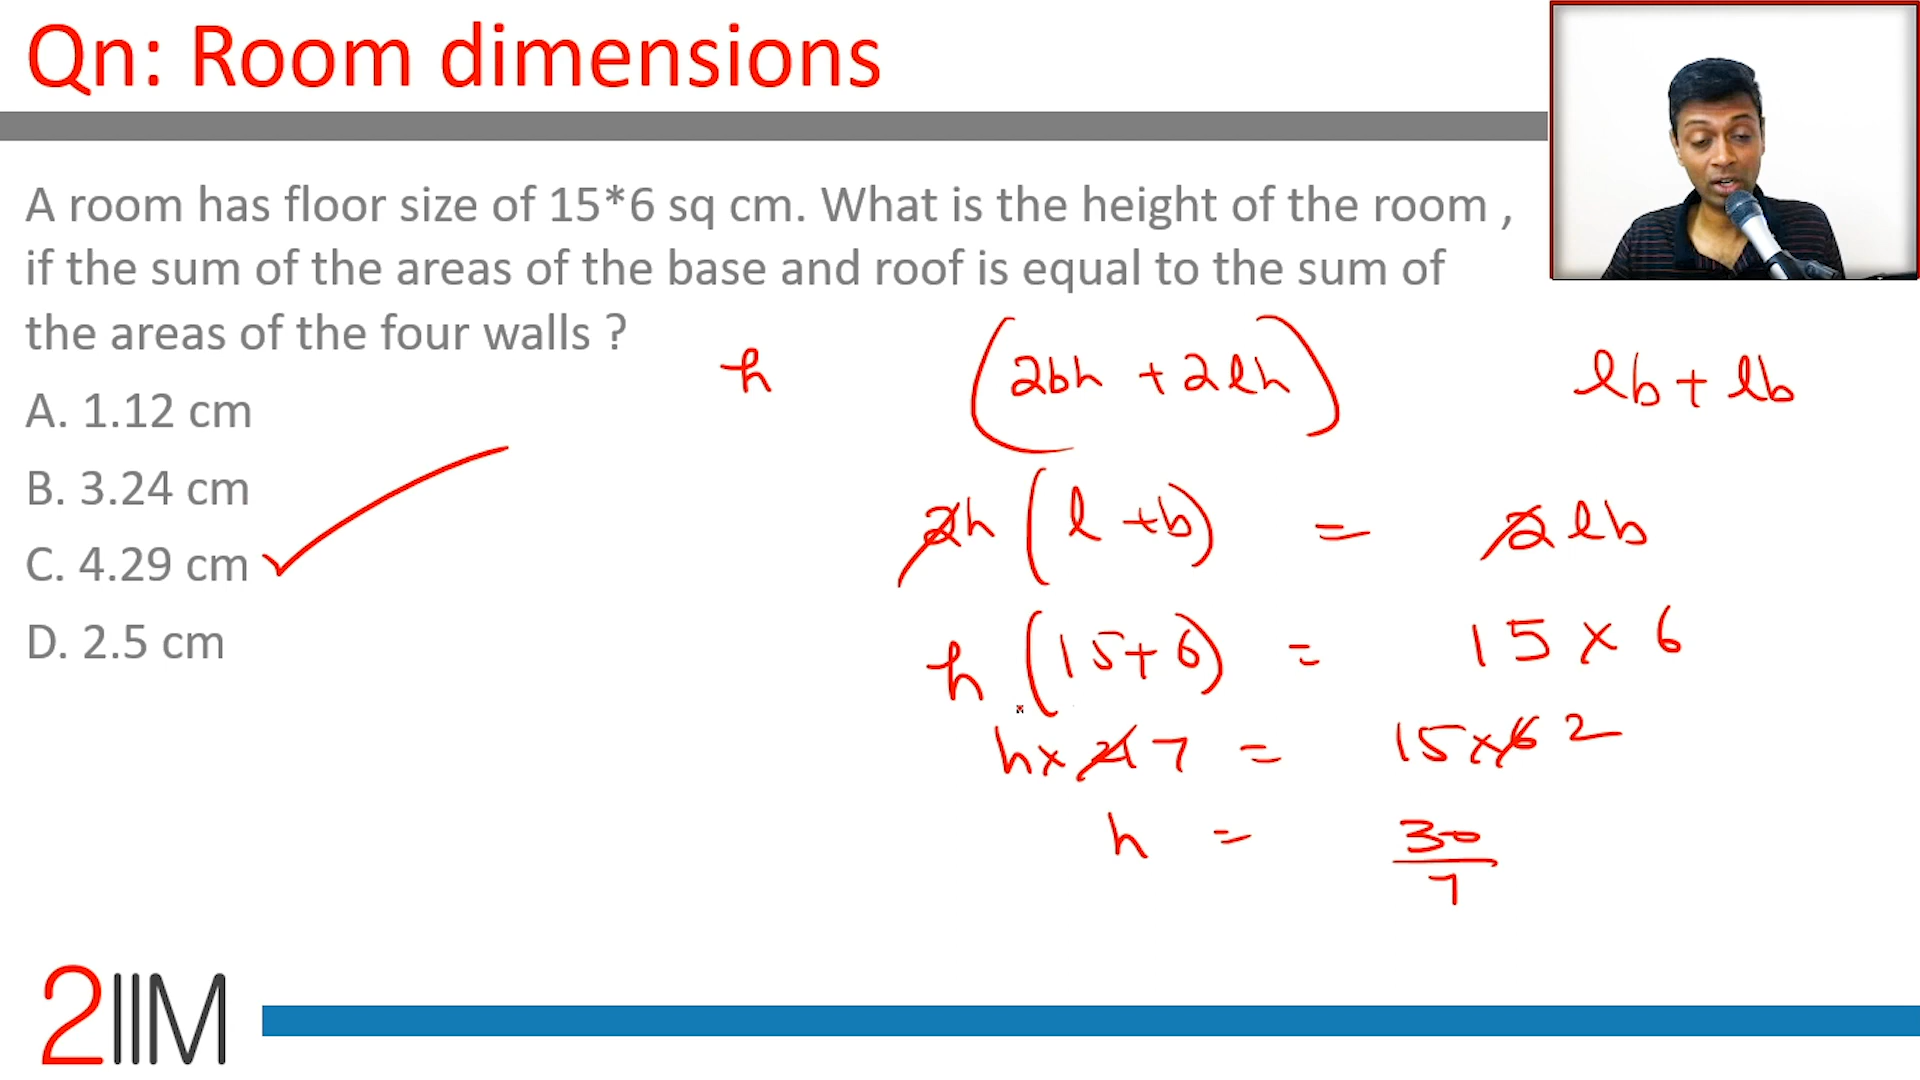 Qn: Room dimensions
A room has floor size of 15*6 sq cm. What is the height of the room ,
if the sum of the areas of the base and roof is equal to the sum of
the areas of the four walls ?
h (2bh + 2lh) lb + lb
A. 1.12 cm
B. 3.24 cm
2h (l +b) = 2lb
C. 4.29 cm
D. 2.5 cm
h (15+6) = 15 x 6
hx 21 7 = 15x6 2
h = 30/7
2IIM